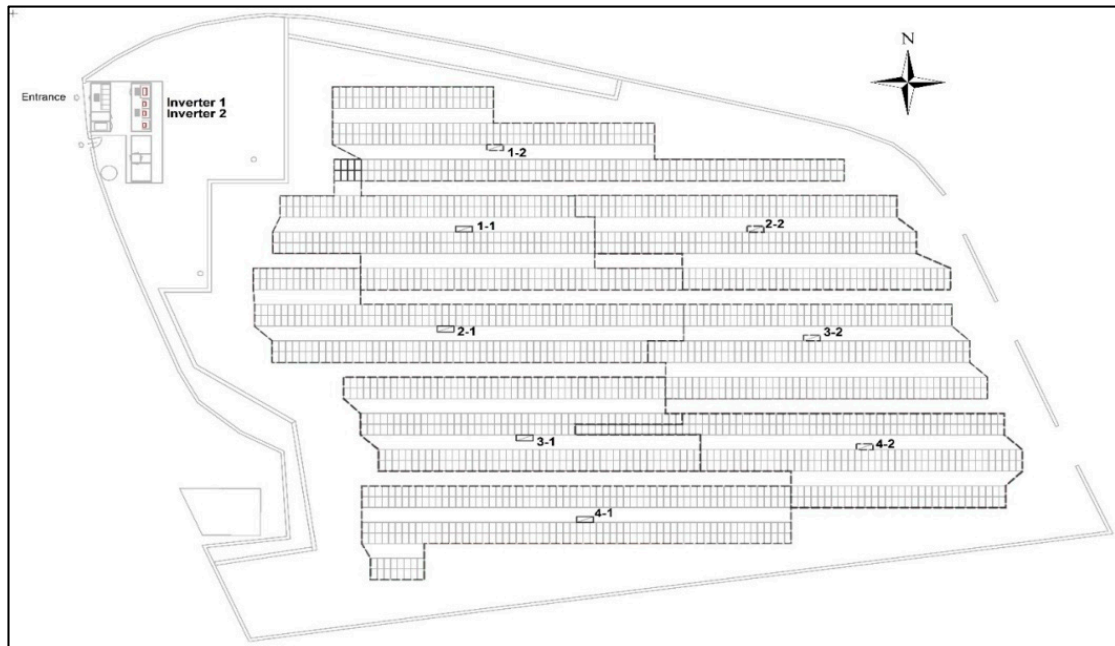 N
Entrance
Inverter 1
Inverter 2
1-2
1-1
2-2
2-1
3-2
3-1
4-2
4-1